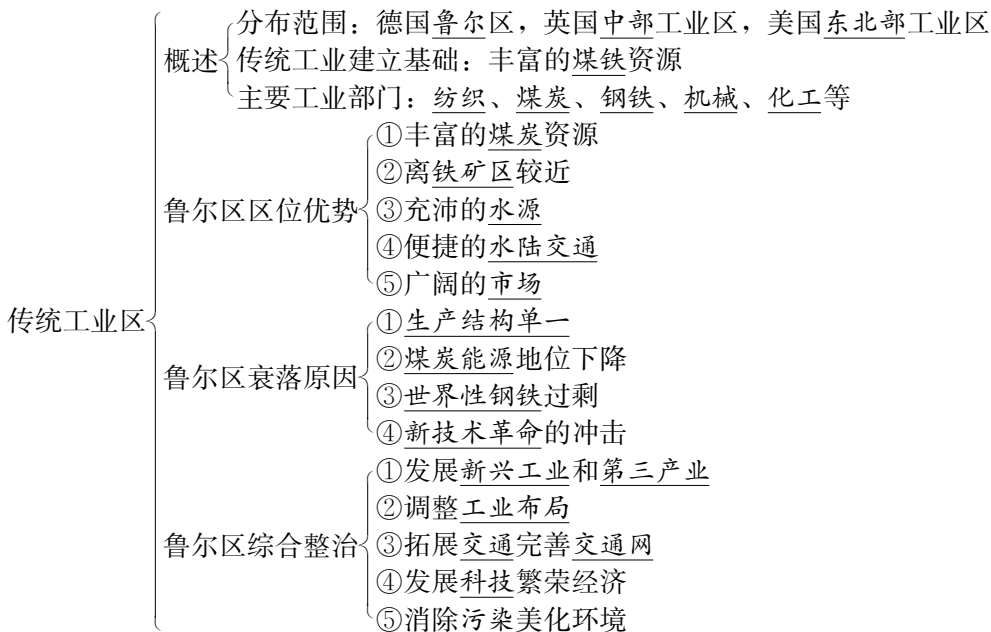 传统工业区
概述
分布范围：德国鲁尔区，英国中部工业区，美国东北部工业区
传统工业建立基础：丰富的煤铁资源
主要工业部门：纺织、煤炭、钢铁、机械、化工等
鲁尔区区位优势
①丰富的煤炭资源
②离铁矿区较近
③充沛的水源
④便捷的水陆交通
⑤广阔的市场
鲁尔区衰落原因
①生产结构单一
②煤炭能源地位下降
③世界性钢铁过剩
④新技术革命的冲击
鲁尔区综合整治
①发展新兴工业和第三产业
②调整工业布局
③拓展交通完善交通网
④发展科技繁荣经济
⑤消除污染美化环境